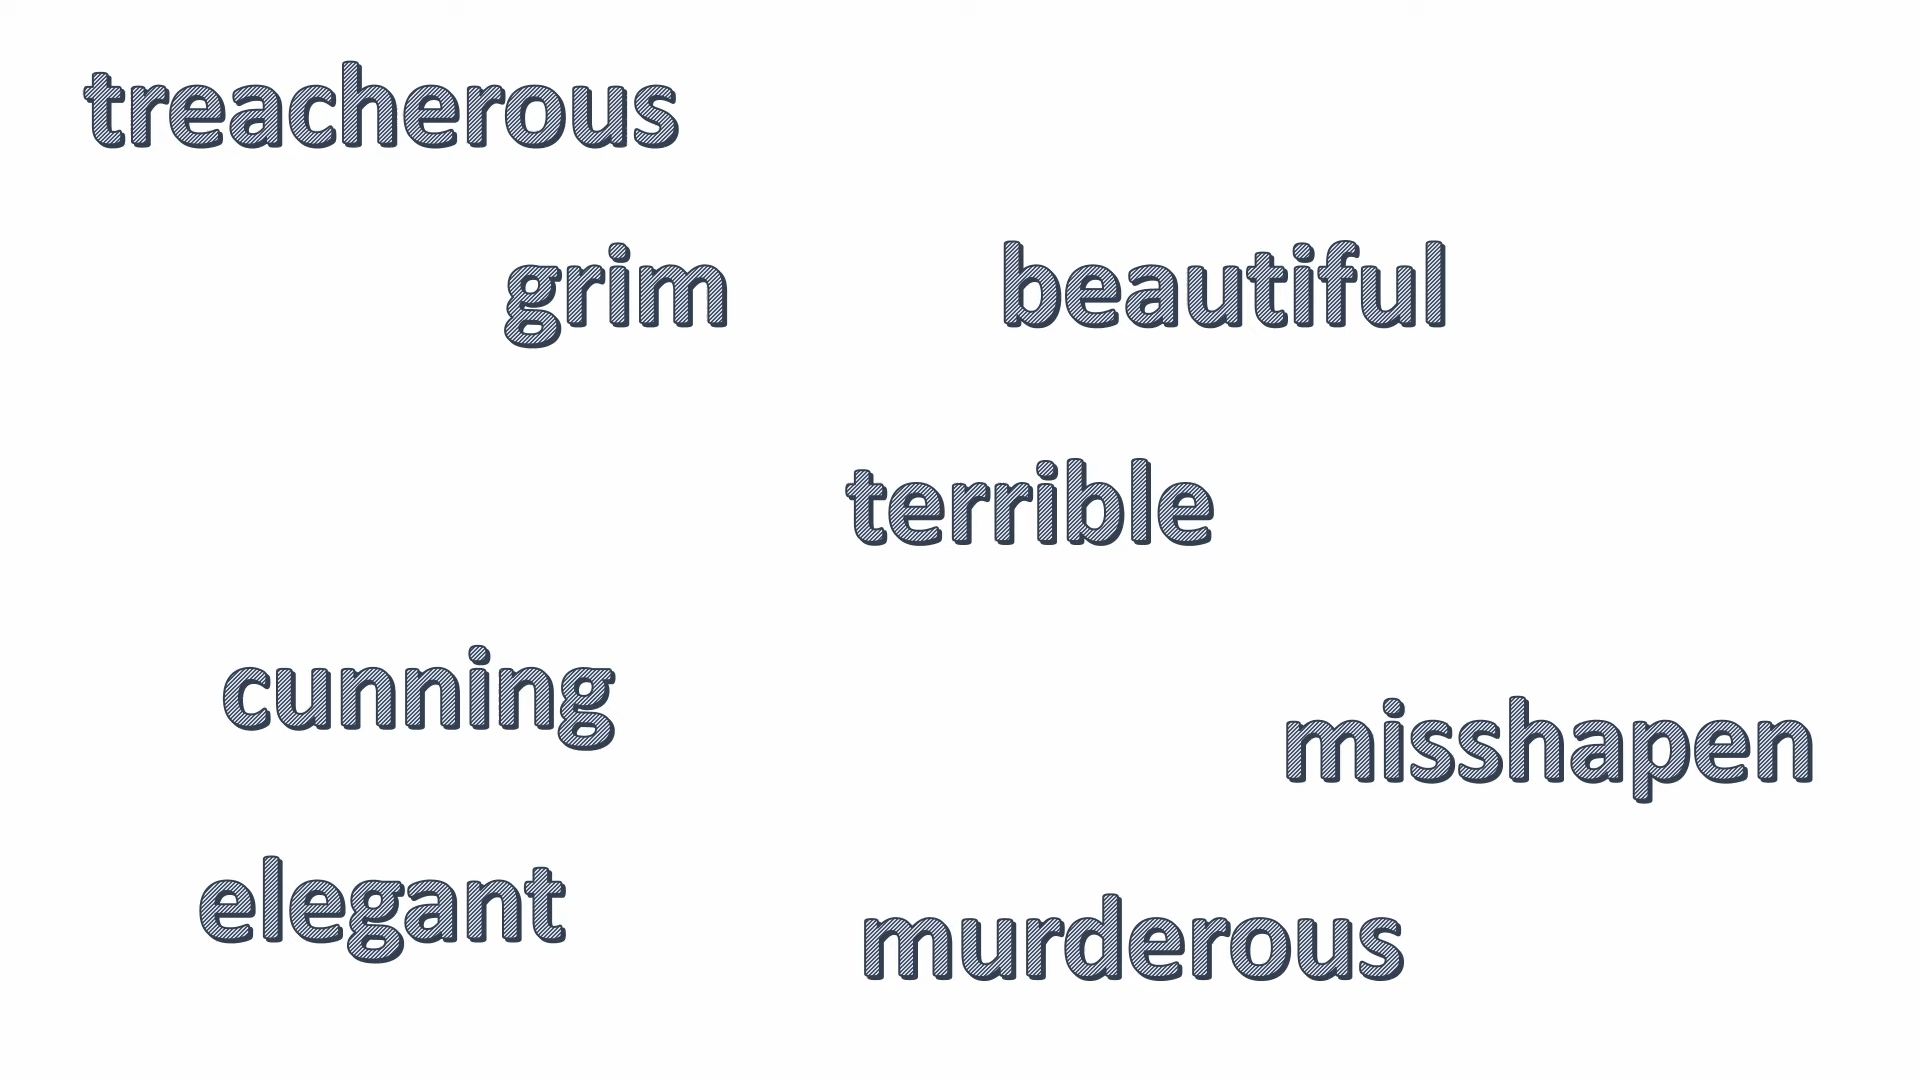 treacherous
grim beautiful
terrible
cunning
misshapen
elegant
murderous